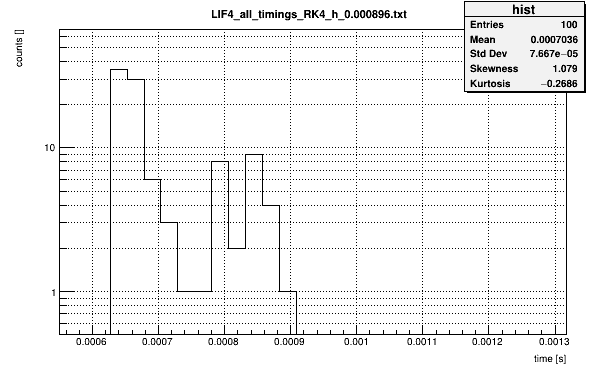 LIF4_all_timings_RK4_h_0.000896.txt
hist
Entries 100
Mean 0.0007036
Std Dev 7.667e−05
Skewness 1.079
Kurtosis −0.2686
counts []
10
1
0.0006 0.0007 0.0008 0.0009 0.001 0.0011 0.0012 0.0013
time [s]